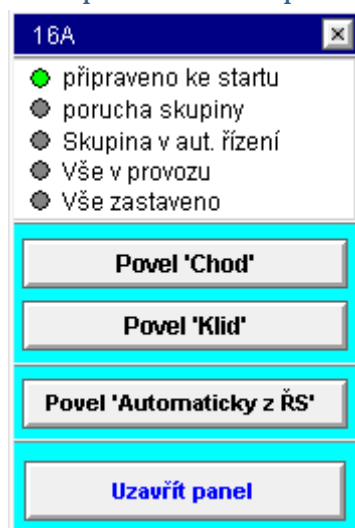 16A
připraveno ke startu
porucha skupiny
Skupina v aut. řízení
Vše v provozu
Vše zastaveno
Povel 'Chod'
Povel 'Klid'
Povel 'Automaticky z ŘS'
Uzavřít panel